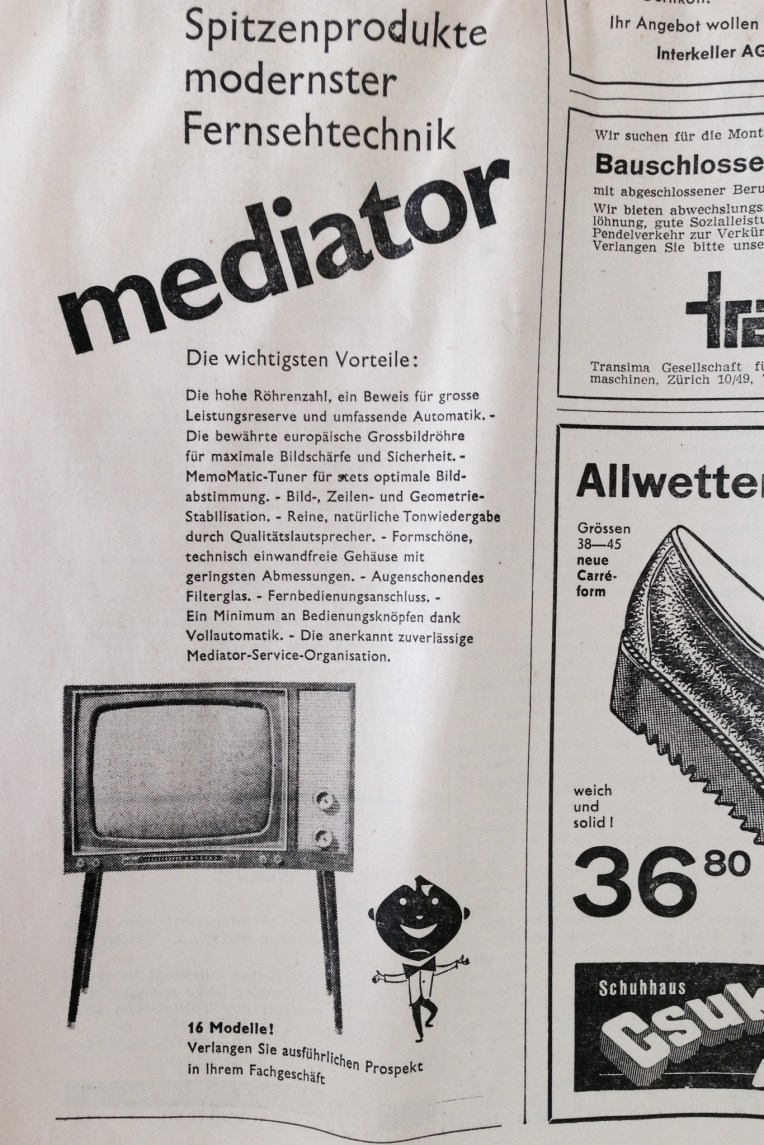 Spitzenprodukte
modernster
Fernsehtechnik
mediator
Die wichtigsten Vorteile:
Die hohe Röhrenzahl, ein Beweis für grosse
Leistungsreserve und umfassende Automatik. -
Die bewährte europäische Grossbildröhre
für maximale Bildschärfe und Sicherheit. -
MemoMatic-Tuner für stets optimale Bild-
abstimmung. - Bild-, Zeilen- und Geometrie-
Stabilisation. - Reine, natürliche Tonwiedergabe
durch Qualitätslautsprecher. - Formschöne,
technisch einwandfreie Gehäuse mit
geringsten Abmessungen. - Augenschonendes
Filterglas. - Fernbedienungsanschluss. -
Ein Minimum an Bedienungsknöpfen dank
Vollautomatik. - Die anerkannt zuverlässige
Mediator-Service-Organisation.
16 Modelle!
Verlangen Sie ausführlichen Prospekt
in Ihrem Fachgeschäft
Ihr Angebot wollen
Interkeller AG
Wir suchen für die Mont
Bauschlosse
mit abgeschlossener Beru
Wir bieten abwechslungs
löhnung, gute Sozialleistu
Pendelverkehr zur Verkür
Verlangen Sie bitte unse
tra
Transima Gesellschaft fü
maschinen, Zürich 10/49,
Allwetter
Grössen
38—45
neue
Carré-
form
weich
und
solid!
36 80
Schuhhaus
Csuk